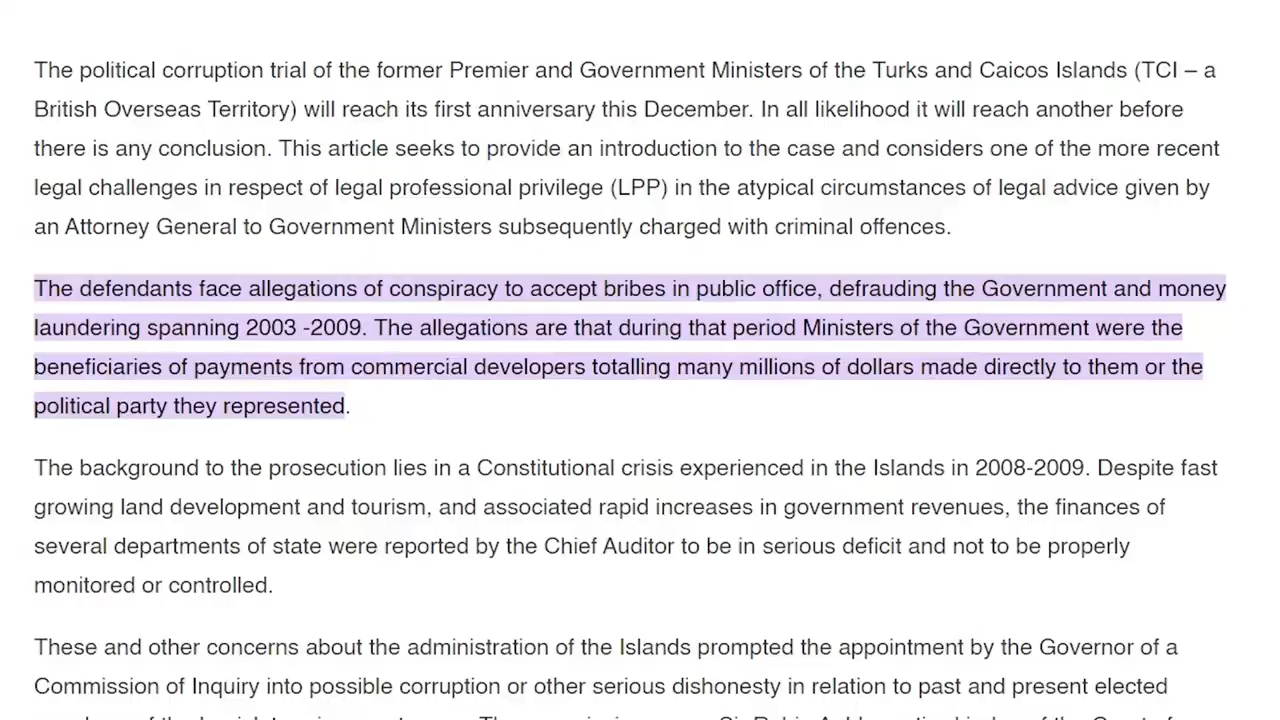 The political corruption trial of the former Premier and Government Ministers of the Turks and Caicos Islands (TCI – a
British Overseas Territory) will reach its first anniversary this December. In all likelihood it will reach another before
there is any conclusion. This article seeks to provide an introduction to the case and considers one of the more recent
legal challenges in respect of legal professional privilege (LPP) in the atypical circumstances of legal advice given by
an Attorney General to Government Ministers subsequently charged with criminal offences.
The defendants face allegations of conspiracy to accept bribes in public office, defrauding the Government and money
laundering spanning 2003 -2009. The allegations are that during that period Ministers of the Government were the
beneficiaries of payments from commercial developers totalling many millions of dollars made directly to them or the
political party they represented.
The background to the prosecution lies in a Constitutional crisis experienced in the Islands in 2008-2009. Despite fast
growing land development and tourism, and associated rapid increases in government revenues, the finances of
several departments of state were reported by the Chief Auditor to be in serious deficit and not to be properly
monitored or controlled.
These and other concerns about the administration of the Islands prompted the appointment by the Governor of a
Commission of Inquiry into possible corruption or other serious dishonesty in relation to past and present elected